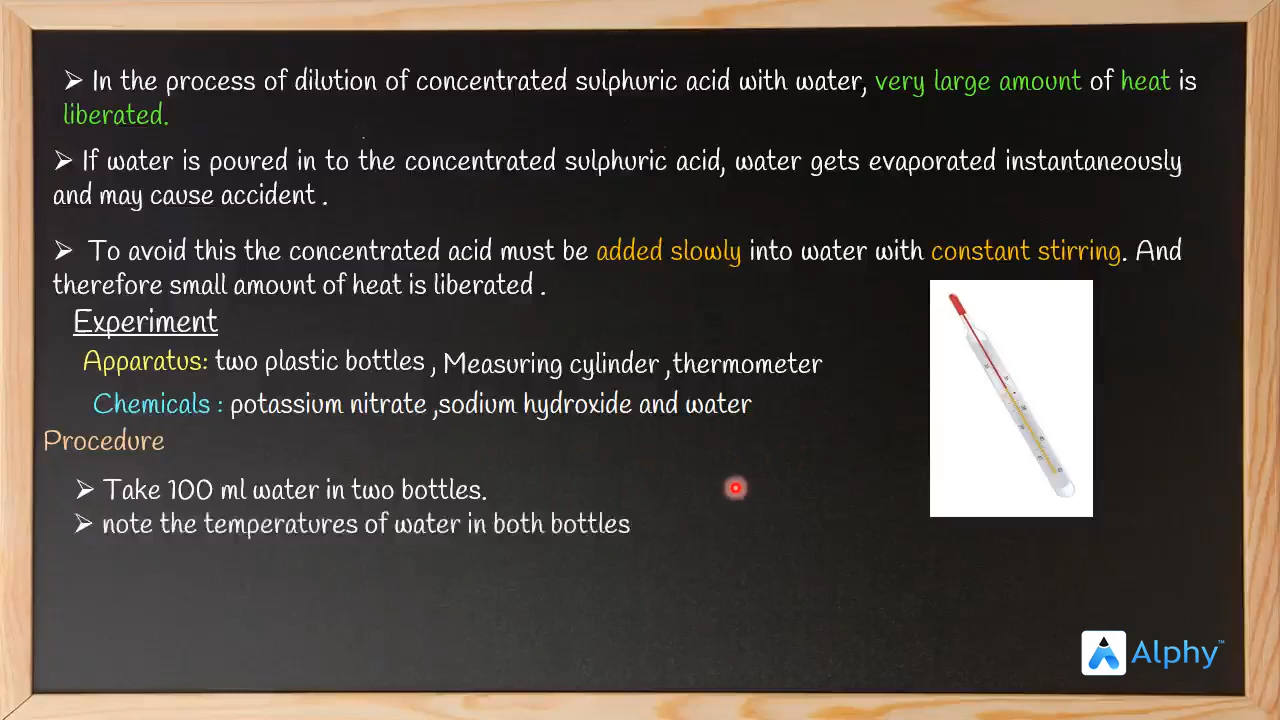 ➢ In the process of dilution of concentrated sulphuric acid with water, very large amount of heat is
liberated.
➢ If water is poured in to the concentrated sulphuric acid, water gets evaporated instantaneously
and may cause accident .
➢ To avoid this the concentrated acid must be added slowly into water with constant stirring. And
therefore small amount of heat is liberated .
Experiment
Apparatus: two plastic bottles , Measuring cylinder ,thermometer
Chemicals : potassium nitrate ,sodium hydroxide and water
Procedure
➢ Take 100 ml water in two bottles.
➢ note the temperatures of water in both bottles
Alphy™